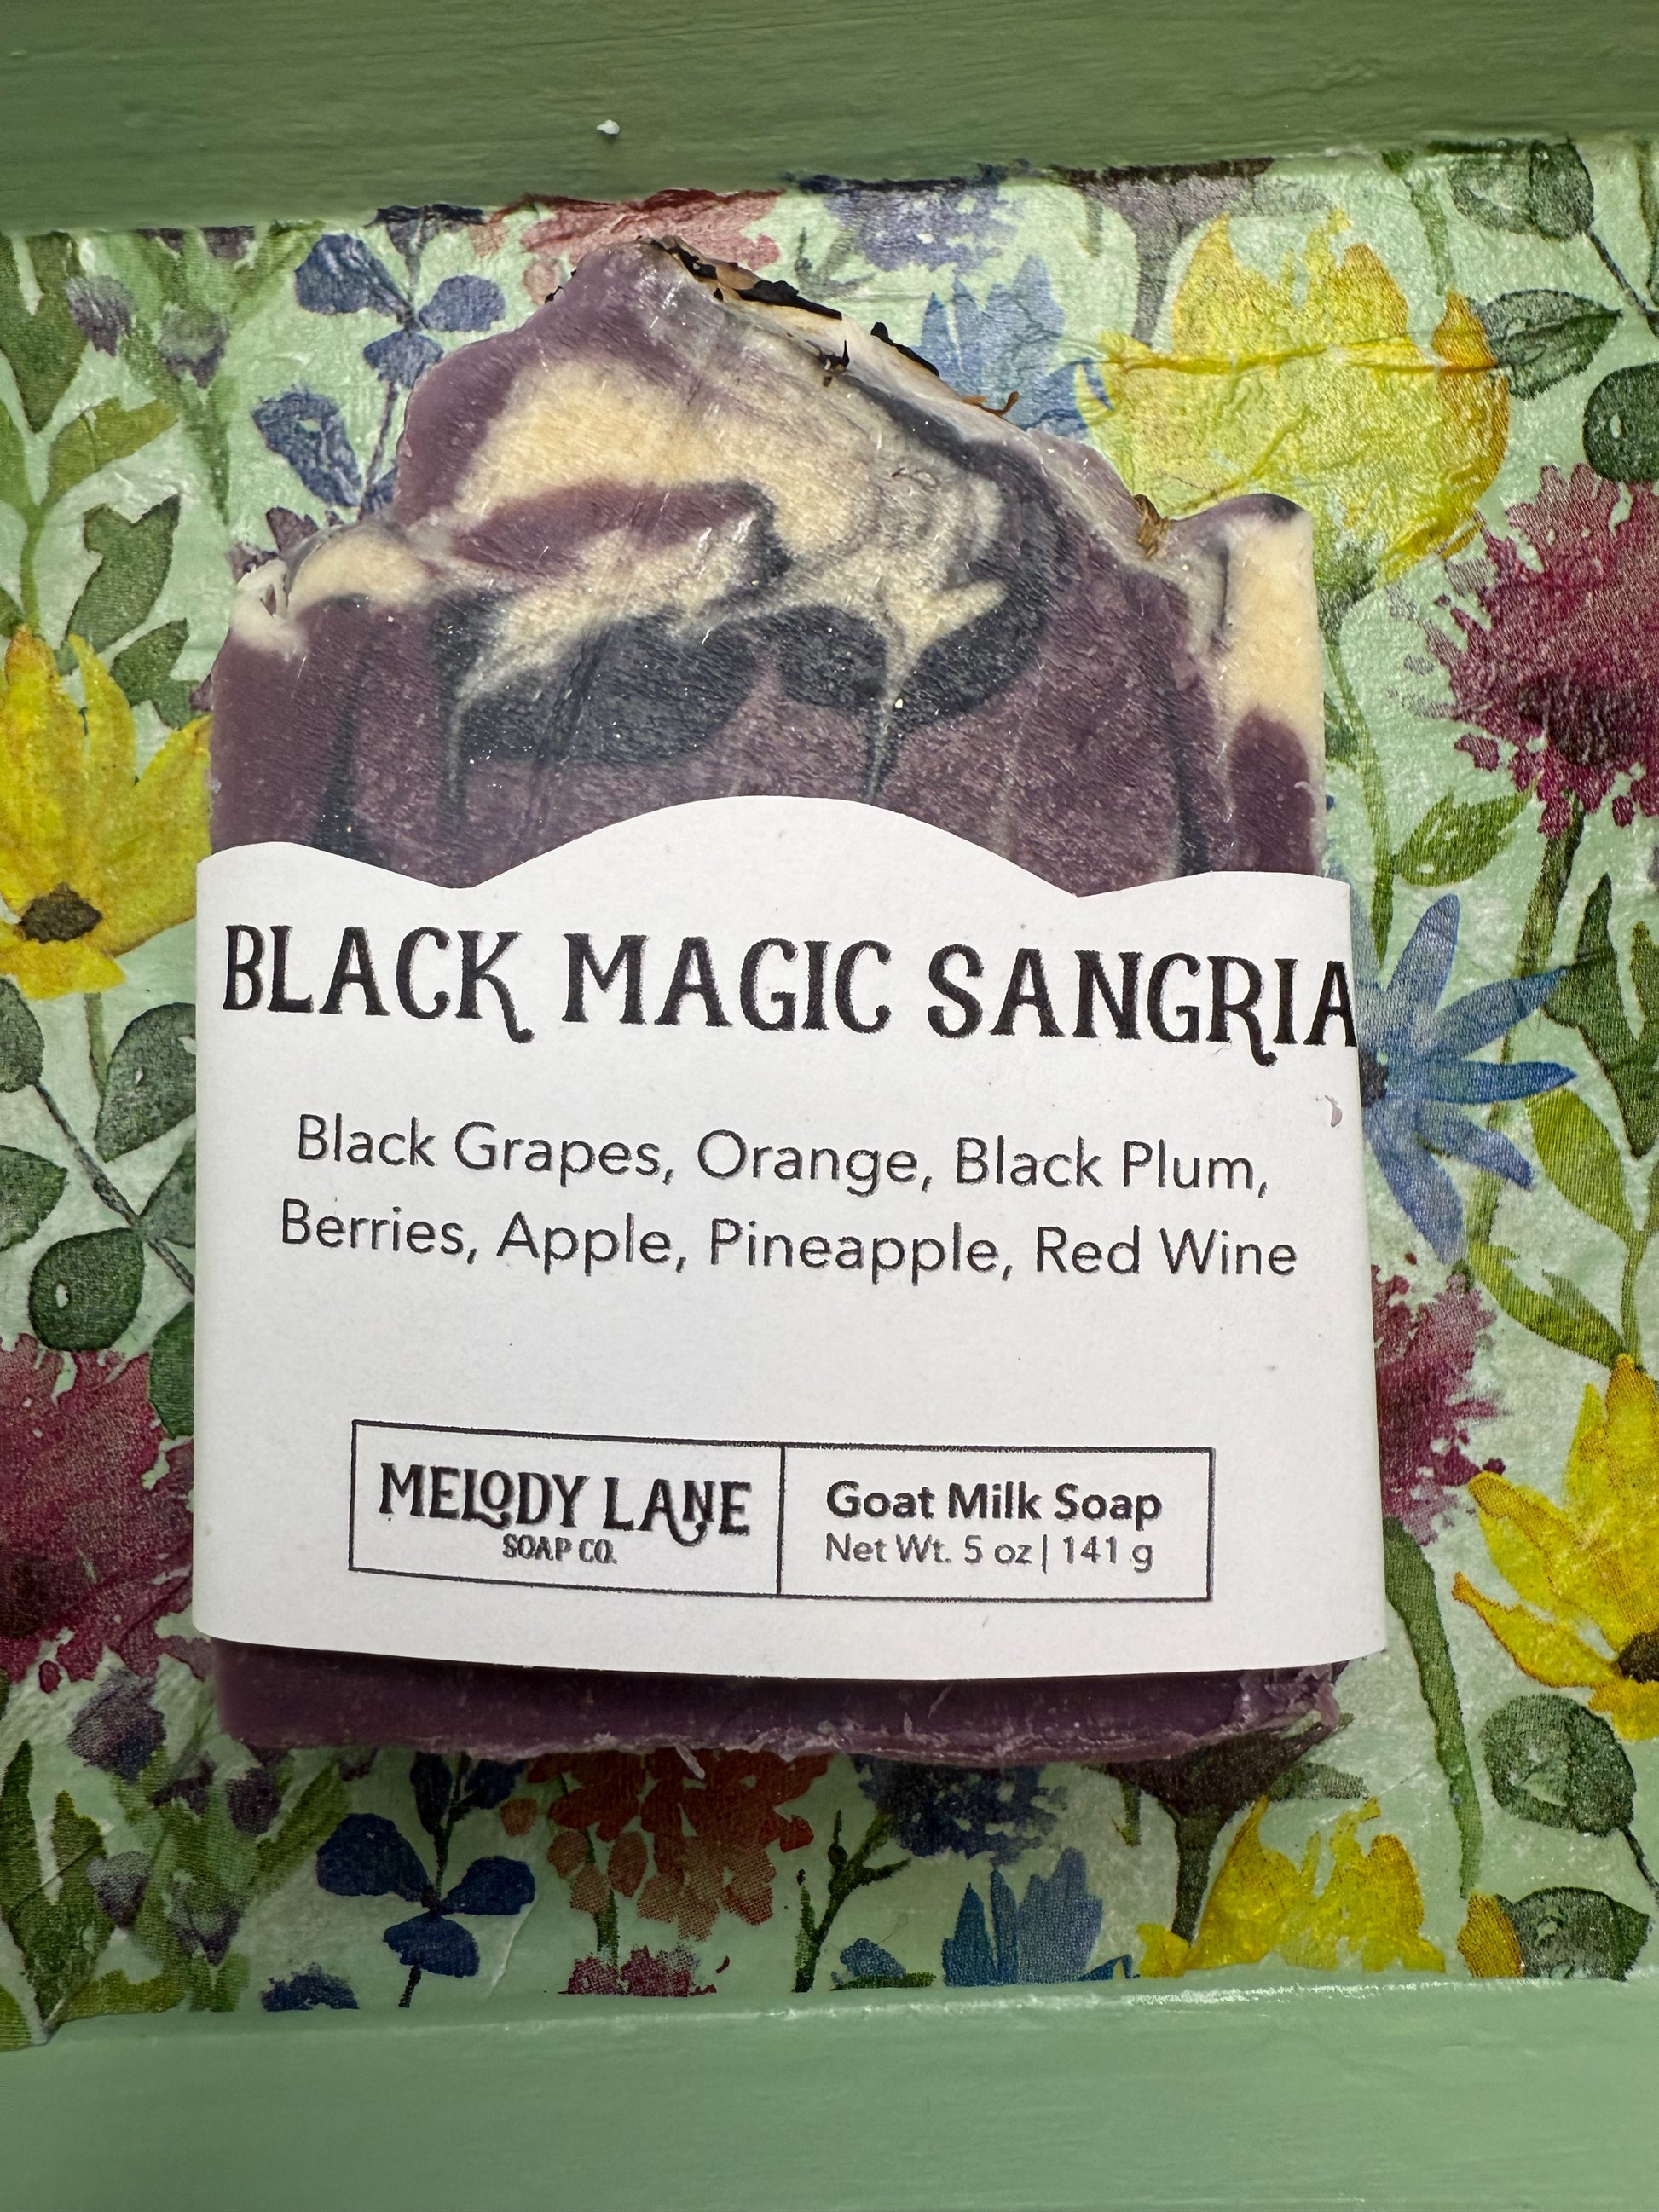 BLACK MAGIC SANGRIA
Black Grapes, Orange, Black Plum,
Berries, Apple, Pineapple, Red Wine
MELODY LANE
SOAP CO.
Goat Milk Soap
Net Wt. 5 oz | 141 g